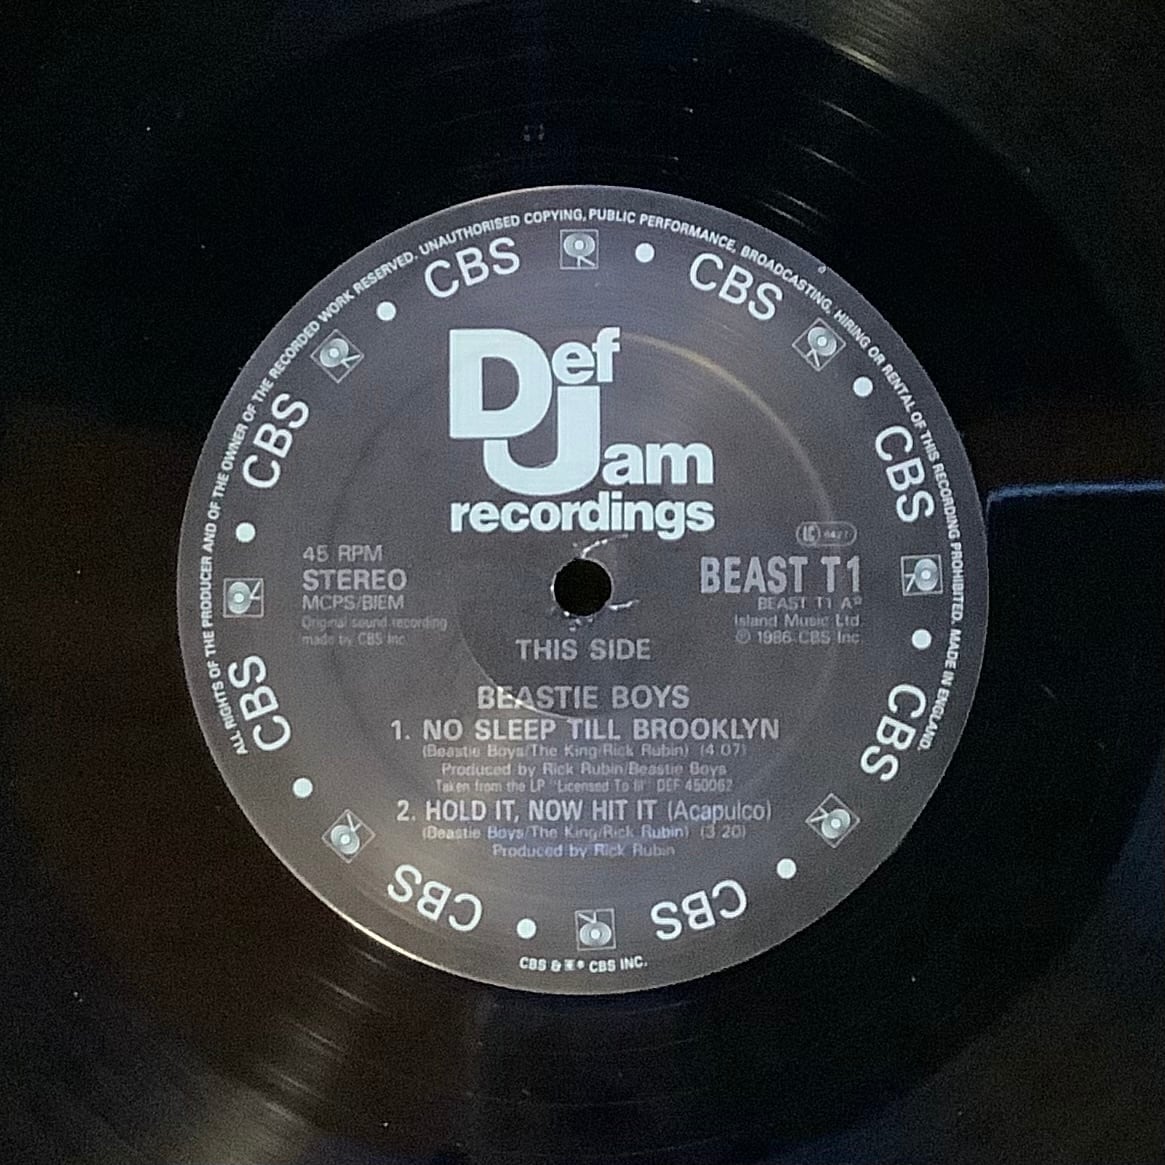 ALL RIGHTS OF THE PRODUCER AND OF THE OWNER OF THE RECORDED WORK RESERVED. UNAUTHORISED COPYING, PUBLIC PERFORMANCE, BROADCASTING, HIRING OR RENTAL OF THIS RECORDING PROHIBITED. MADE IN ENGLAND.
CBS • CBS • CBS • CBS • CBS • CBS • CBS • CBS •
Def
Jam
recordings
45 RPM
STEREO
MCPS/BIEM
Original sound recording
made by CBS Inc.
LC 6427
BEAST T1
BEAST T1 A
Island Music Ltd.
℗ 1986 CBS Inc.
THIS SIDE
BEASTIE BOYS
1. NO SLEEP TILL BROOKLYN
(Beastie Boys/The King/Rick Rubin) (4.07)
Produced by Rick Rubin/Beastie Boys
Taken from the LP "Licensed To Ill" DEF 450062
2. HOLD IT, NOW HIT IT (Acapulco)
(Beastie Boys/The King/Rick Rubin) (3.20)
Produced by Rick Rubin
CBS & ® CBS INC.